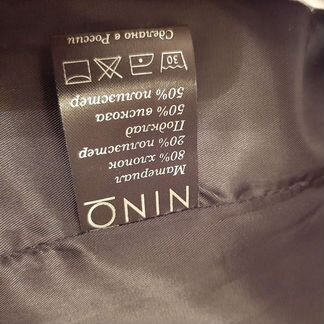 NINO
Материал
80% хлопок
20% полиэстер
Подклад
50% вискоза
50% полиэстер
30
Сделано в России